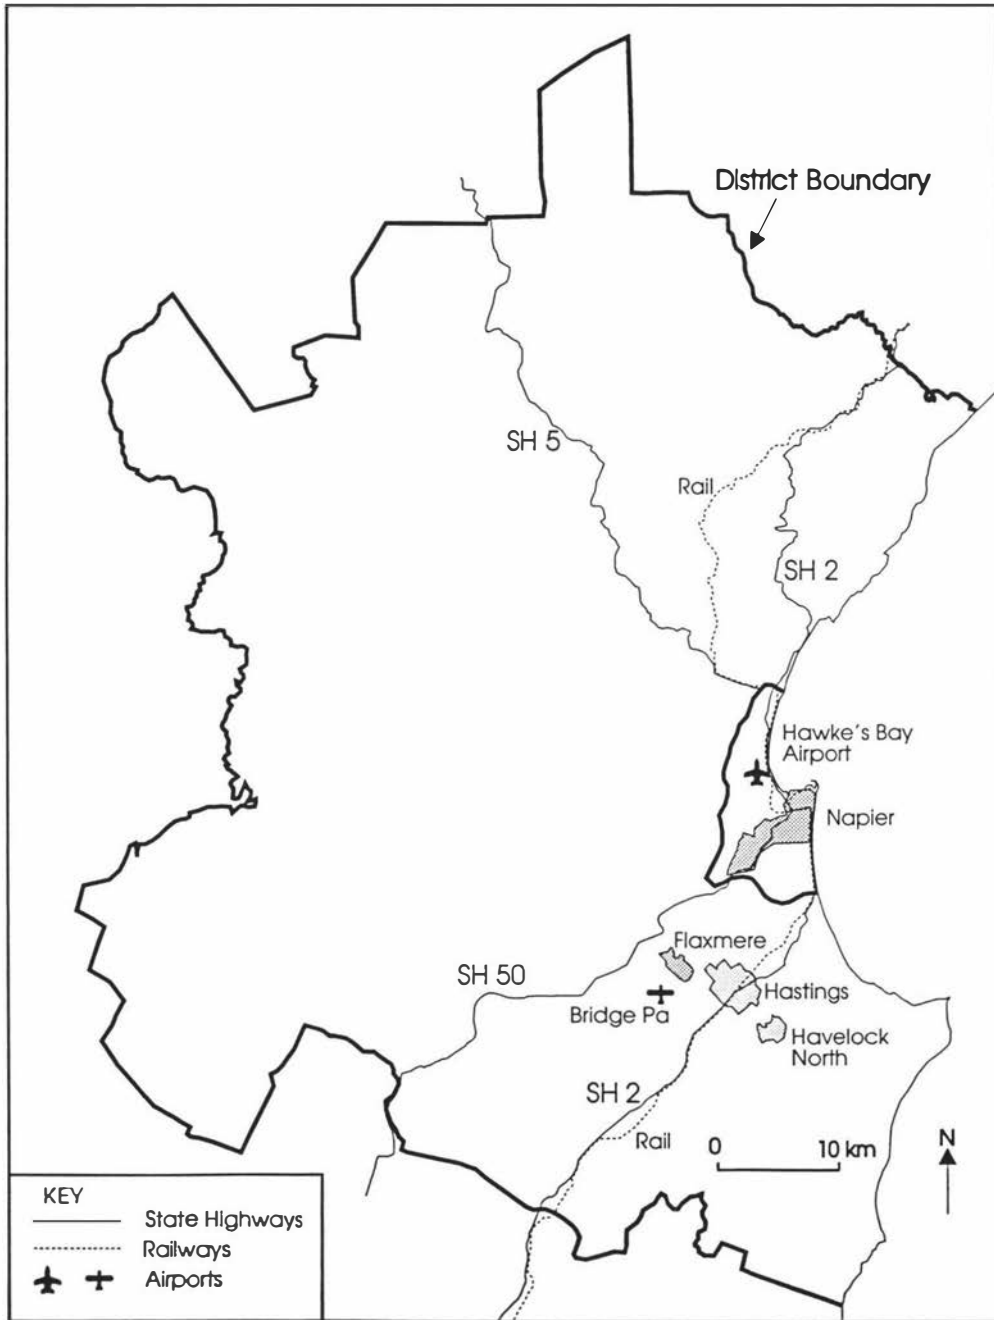 District Boundary
SH 5
Rail
SH 2
Hawke's Bay
Airport
Napier
Flaxmere
SH 50
Hastings
Bridge Pa
Havelock
North
SH 2
Rail
0 10 km
N
KEY
State Highways
Railways
Airports